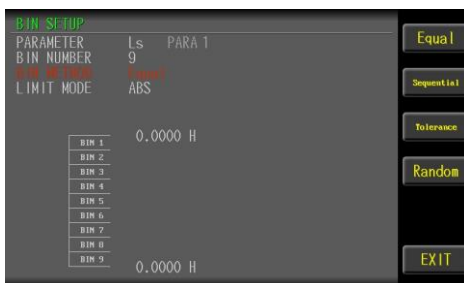 BIN SETUP
PARAMETER Ls PARA 1
BIN NUMBER 9
BIN METHOD Equal
LIMIT MODE ABS
0.0000 H
BIN 1
BIN 2
BIN 3
BIN 4
BIN 5
BIN 6
BIN 7
BIN 8
BIN 9
0.0000 H
Equal
Sequential
Tolerance
Random
EXIT